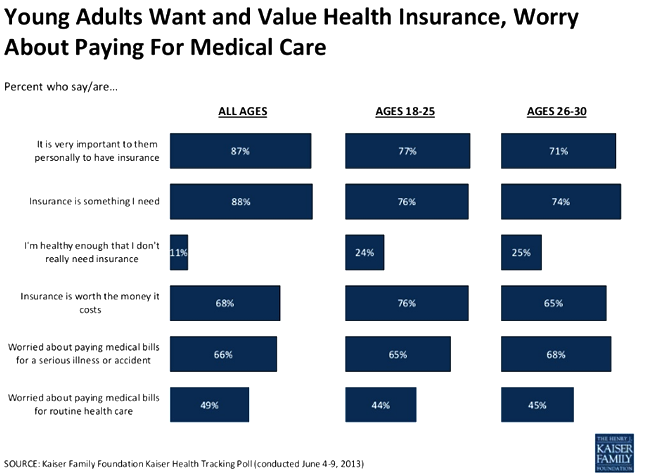 Young Adults Want and Value Health Insurance, Worry
About Paying For Medical Care
Percent who say/are...
ALL AGES AGES 18-25 AGES 26-30
It is very important to them
personally to have insurance
87% 77% 71%
Insurance is something I need
88% 76% 74%
I'm healthy enough that I don't
really need insurance
11% 24% 25%
Insurance is worth the money it
costs
68% 76% 65%
Worried about paying medical bills
for a serious illness or accident
66% 65% 68%
Worried about paying medical bills
for routine health care
49% 44% 45%
SOURCE: Kaiser Family Foundation Kaiser Health Tracking Poll (conducted June 4-9, 2013)
THE HENRY J.
KAISER
FAMILY
FOUNDATION